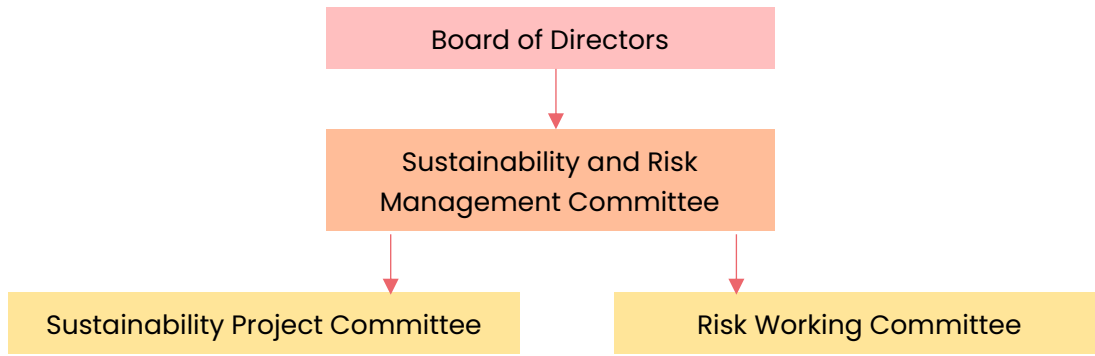 Board of Directors
Sustainability and Risk
Management Committee
Sustainability Project Committee
Risk Working Committee